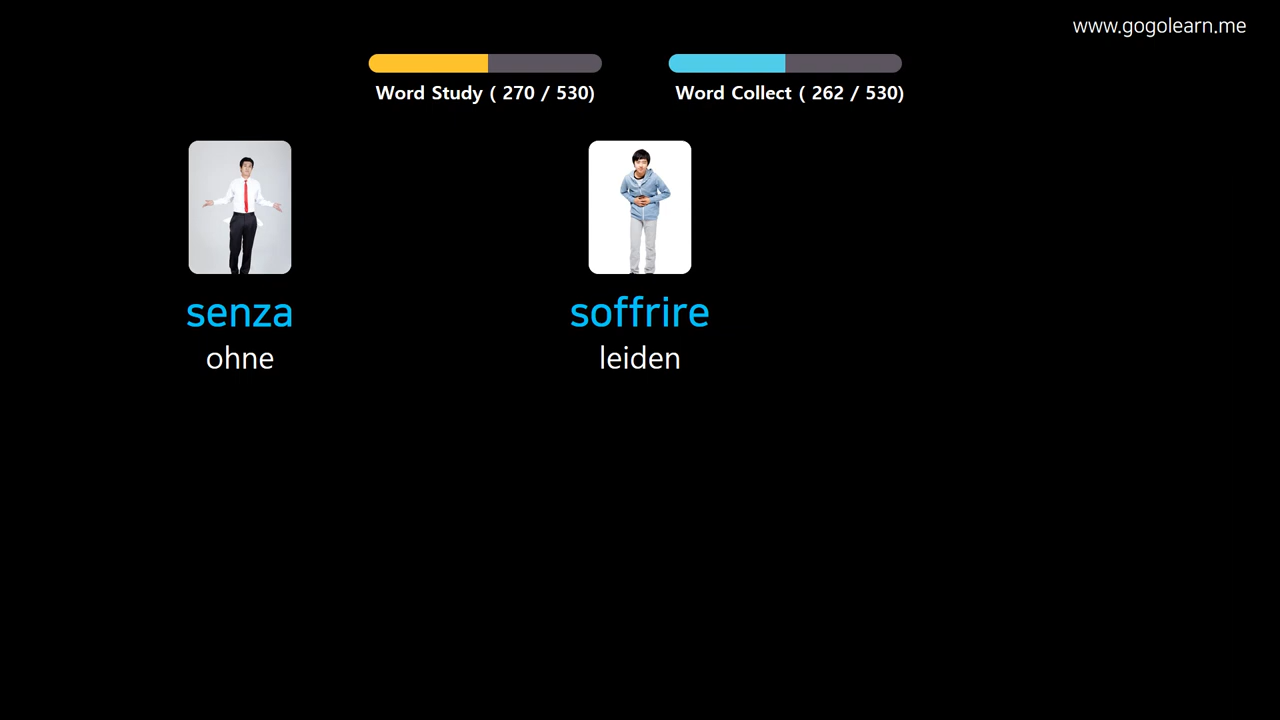 www.gogolearn.me
Word Study ( 270 / 530)
Word Collect ( 262 / 530)
senza
ohne
soffrire
leiden